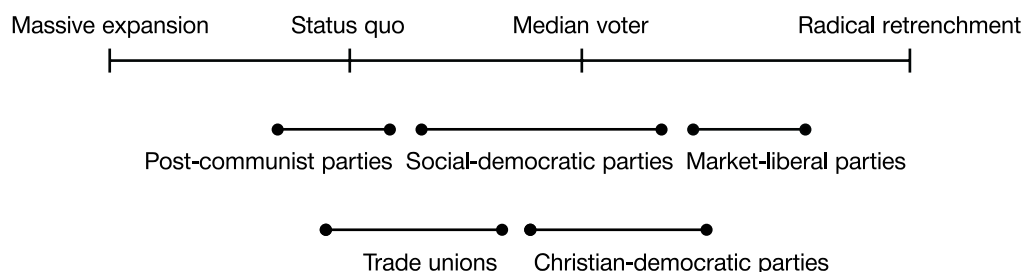 Massive expansion Status quo Median voter Radical retrenchment
Post-communist parties Social-democratic parties Market-liberal parties
Trade unions Christian-democratic parties